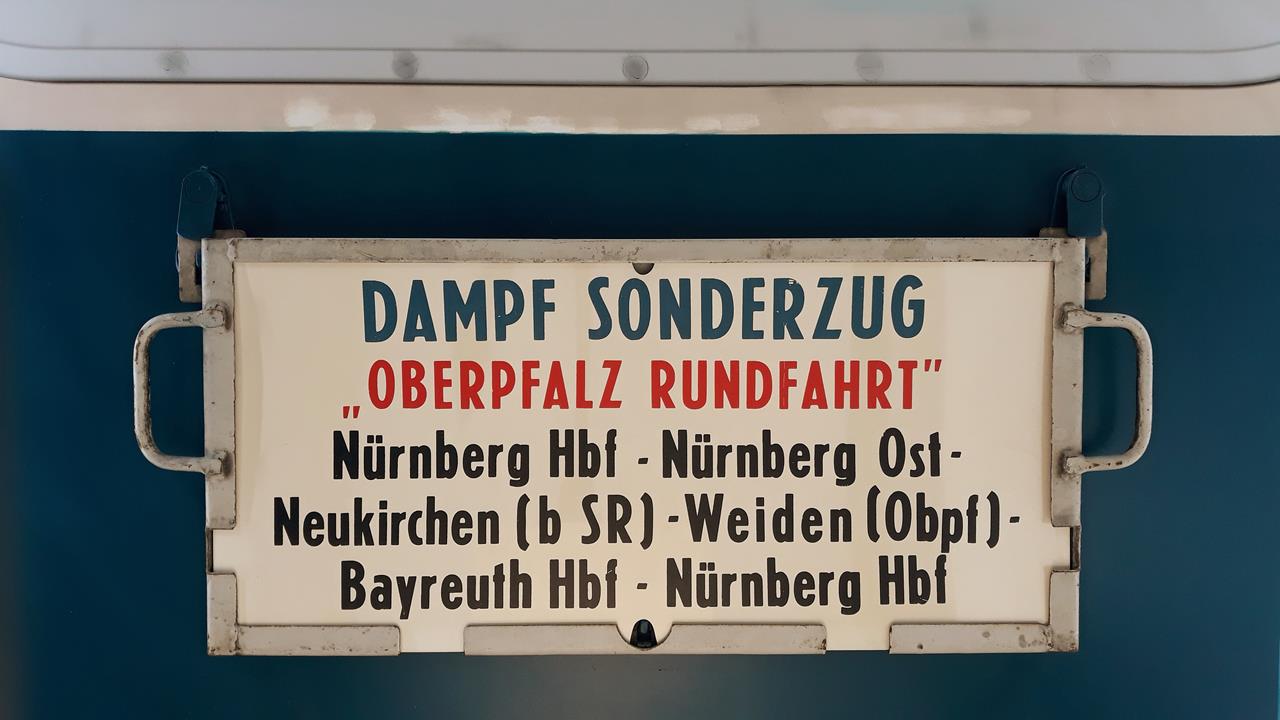 DAMPF SONDERZUG
„OBERPFALZ RUNDFAHRT"
Nürnberg Hbf - Nürnberg Ost-
Neukirchen (b SR) -Weiden (Obpf)-
Bayreuth Hbf - Nürnberg Hbf